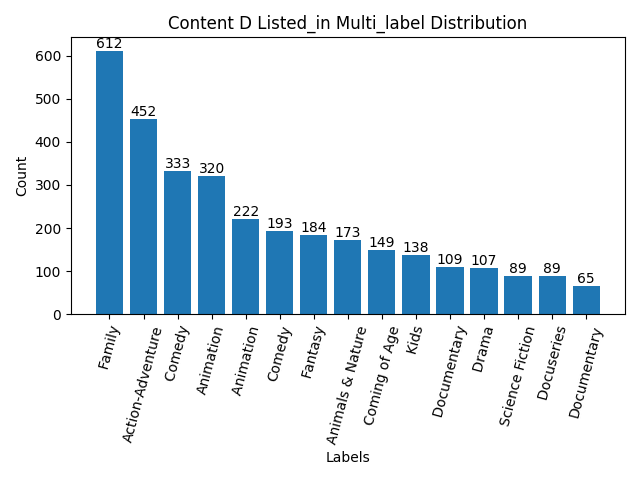 Content D Listed_in Multi_label Distribution
Count
600
500
400
300
200
100
0
612
452
333
320
222
193
184
173
149
138
109
107
89
89
65
Family
Action-Adventure
Comedy
Animation
Animation
Comedy
Fantasy
Animals & Nature
Coming of Age
Kids
Documentary
Drama
Science Fiction
Docuseries
Documentary
Labels